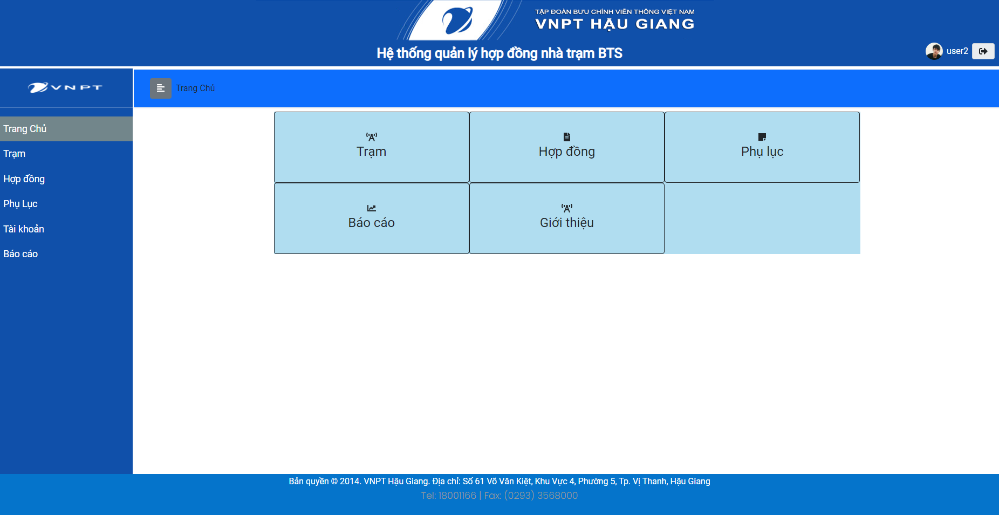 TẬP ĐOÀN BƯU CHÍNH VIỄN THÔNG VIỆT NAM
VNPT HẬU GIANG
Hệ thống quản lý hợp đồng nhà trạm BTS
user2
VNPT
Trang Chủ
Trang Chủ
Trạm
Hợp đồng
Phụ Lục
Tài khoản
Báo cáo
Trạm
Hợp đồng
Phụ lục
Báo cáo
Giới thiệu
Bản quyền © 2014. VNPT Hậu Giang. Địa chỉ: Số 61 Võ Văn Kiệt, Khu Vực 4, Phường 5, Tp. Vị Thanh, Hậu Giang
Tel: 18001166 | Fax: (0293) 3568000